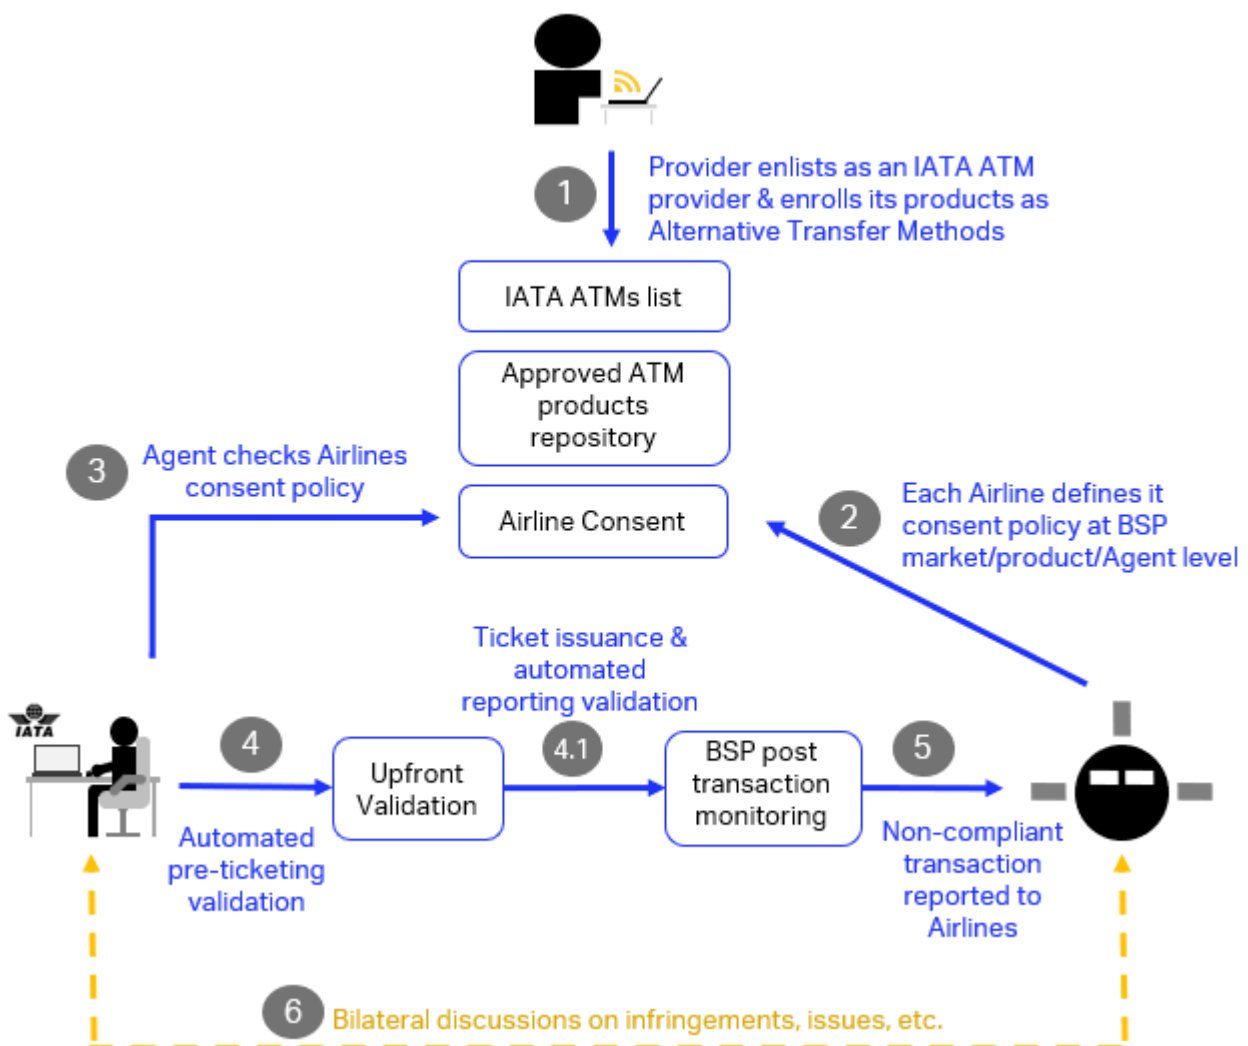 1
Provider enlists as an IATA ATM
provider & enrolls its products as
Alternative Transfer Methods
IATA ATMs list
Approved ATM
products
repository
3
Agent checks Airlines
consent policy
Airline Consent
2
Each Airline defines it
consent policy at BSP
market/product/Agent level
Ticket issuance &
automated
reporting validation
IATA
4
Upfront
Validation
4.1
BSP post
transaction
monitoring
5
Automated
pre-ticketing
validation
Non-compliant
transaction
reported to
Airlines
6
Bilateral discussions on infringements, issues, etc.